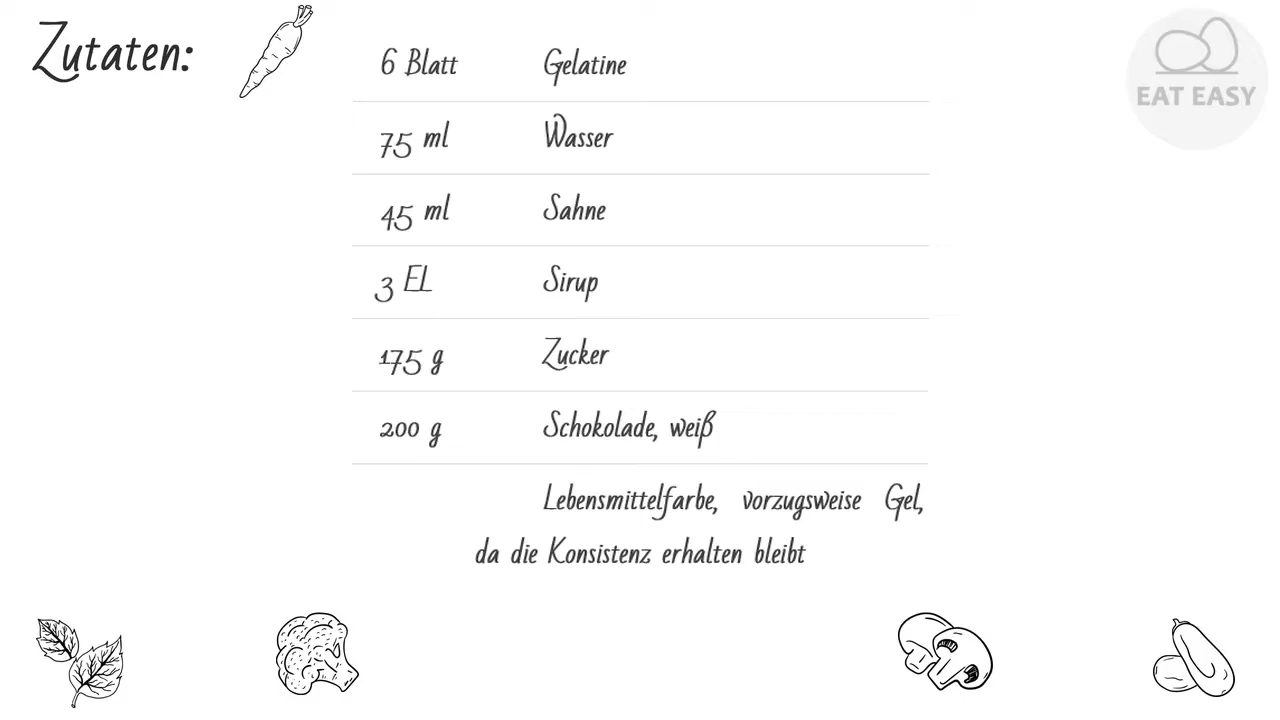 Zutaten:
EAT EASY
6 Blatt Gelatine
75 ml Wasser
45 ml Sahne
3 EL Sirup
175 g Zucker
200 g Schokolade, weiß
Lebensmittelfarbe, vorzugsweise Gel,
da die Konsistenz erhalten bleibt